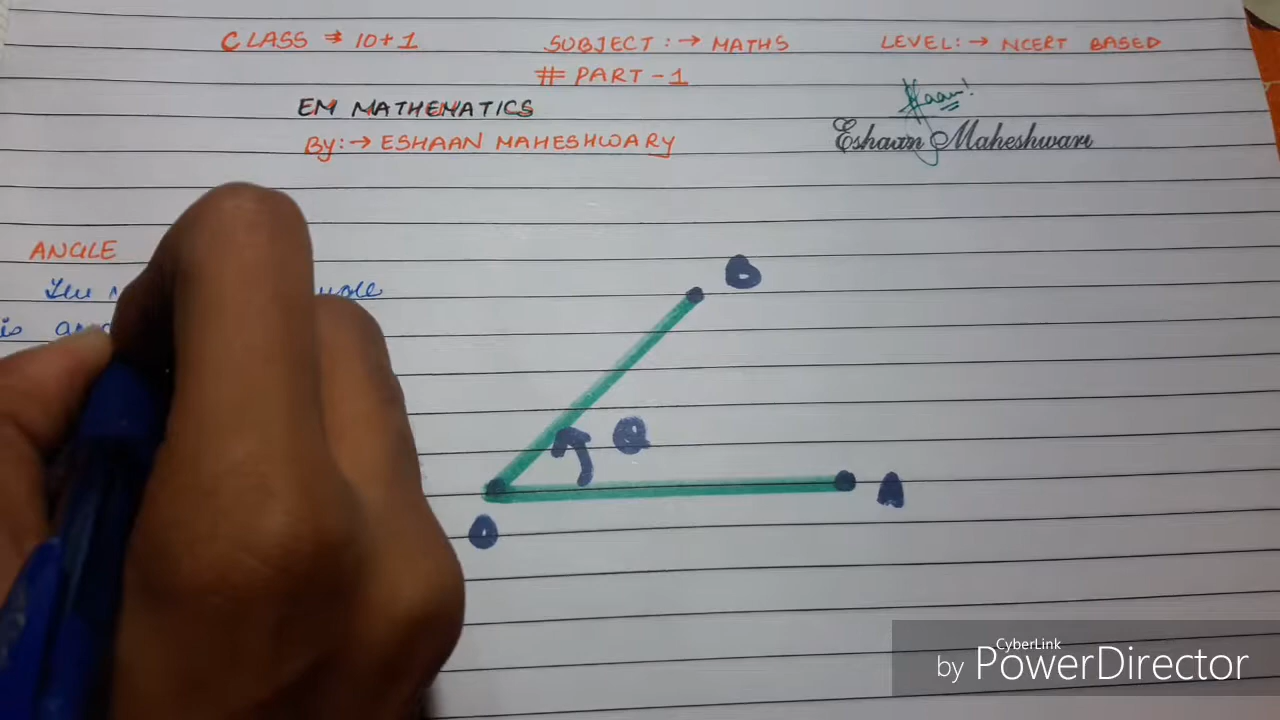 CLASS → 10+1 SUBJECT :→ MATHS LEVEL:→ NCERT BASED
# PART-1
EM MATHEMATICS
By:→ ESHAAN MAHESHWARY
Eshaan Maheshwari
ANGLE
is
B
θ
A
O
CyberLink
by PowerDirector